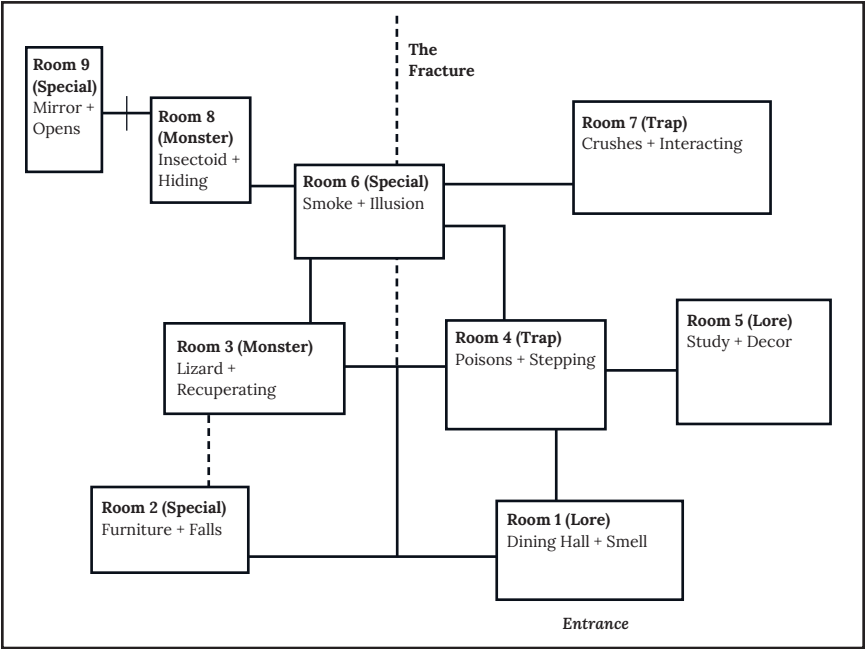 The
Fracture
Room 9
(Special)
Mirror +
Opens
Room 8
(Monster)
Insectoid +
Hiding
Room 7 (Trap)
Crushes + Interacting
Room 6 (Special)
Smoke + Illusion
Room 3 (Monster)
Lizard +
Recuperating
Room 4 (Trap)
Poisons + Stepping
Room 5 (Lore)
Study + Decor
Room 2 (Special)
Furniture + Falls
Room 1 (Lore)
Dining Hall + Smell
Entrance